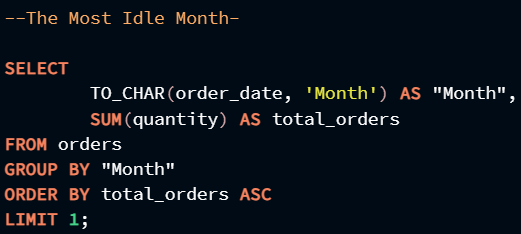 --The Most Idle Month-
SELECT
TO_CHAR(order_date, 'Month') AS "Month",
SUM(quantity) AS total_orders
FROM orders
GROUP BY "Month"
ORDER BY total_orders ASC
LIMIT 1;